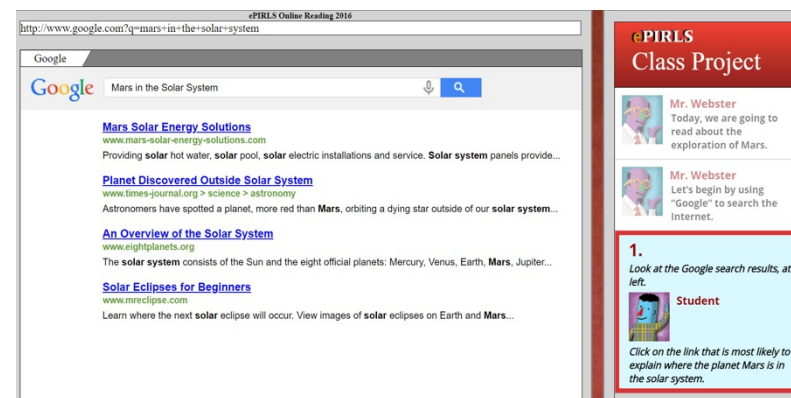 ePIRLS Online Reading 2016
http://www.google.com?q=mars+in+the+solar+system
Google
Google
Mars in the Solar System
Mars Solar Energy Solutions
www.mars-solar-energy-solutions.com
Providing solar hot water, solar pool, solar electric installations and service. Solar system panels provide...
Planet Discovered Outside Solar System
www.times-journal.org > science > astronomy
Astronomers have spotted a planet, more red than Mars, orbiting a dying star outside of our solar system...
An Overview of the Solar System
www.eightplanets.org
The solar system consists of the Sun and the eight official planets: Mercury, Venus, Earth, Mars, Jupiter...
Solar Eclipses for Beginners
www.mreclipse.com
Learn where the next solar eclipse will occur. View images of solar eclipses on Earth and Mars...
ePIRLS
Class Project
Mr. Webster
Today, we are going to
read about the
exploration of Mars.
Mr. Webster
Let's begin by using
"Google" to search the
Internet.
1.
Look at the Google search results, at
left.
Student
Click on the link that is most likely to
explain where the planet Mars is in
the solar system.